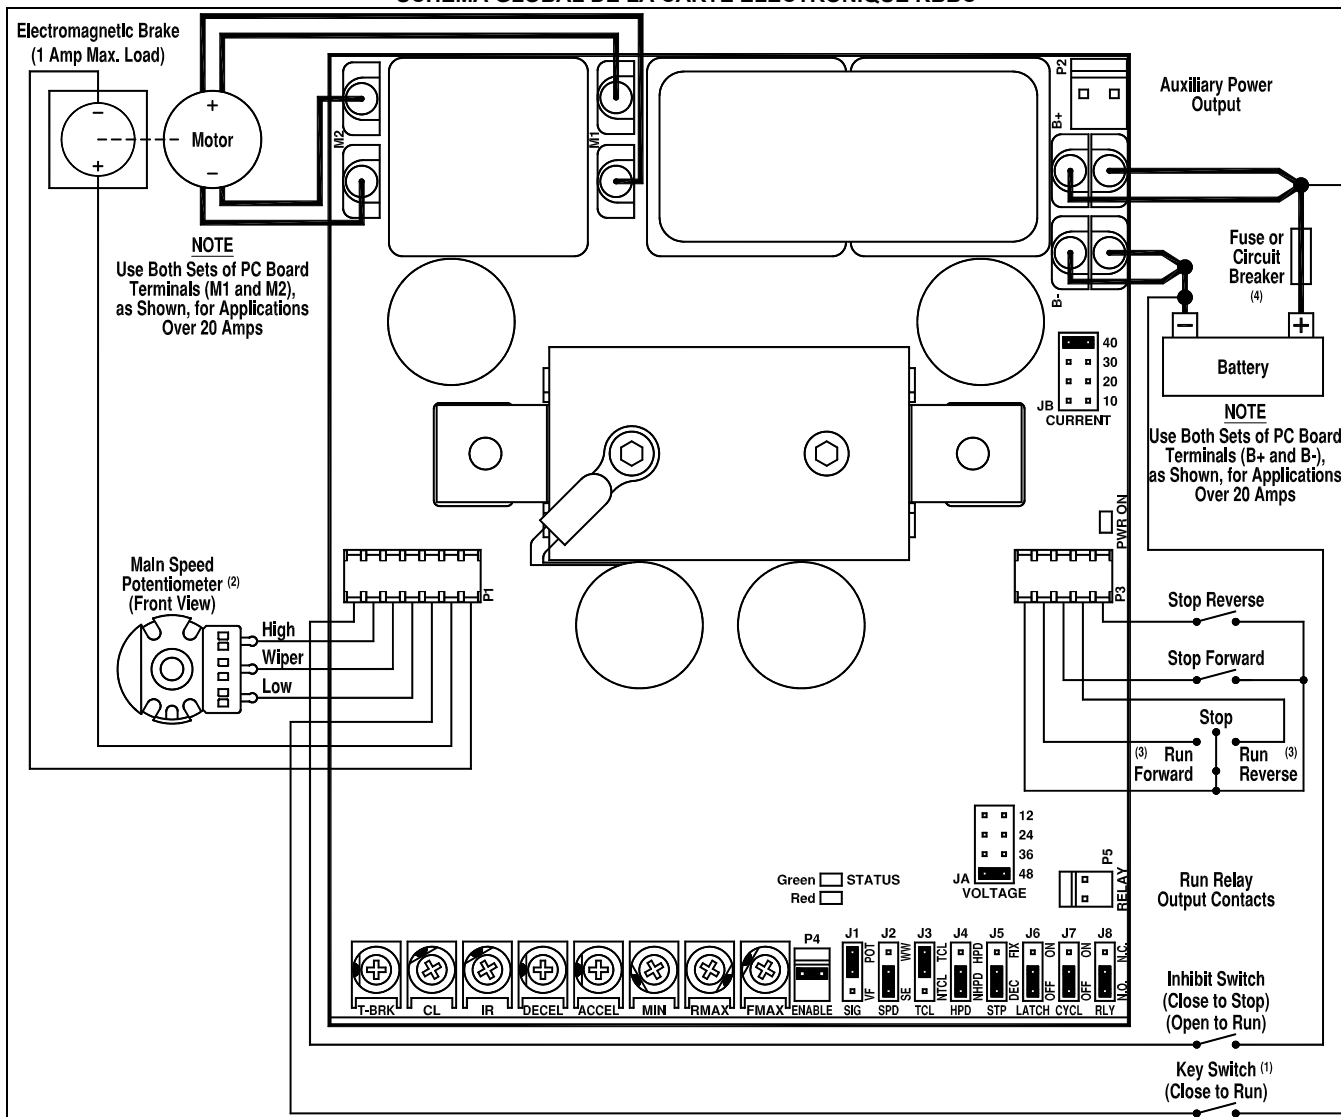 SCHEMA GLOBAL DE LA CARTE ELECTRONIQUE RBBC
Electromagnetic Brake
(1 Amp Max. Load)
−
+
+
Motor
−
NOTE
Use Both Sets of PC Board
Terminals (M1 and M2),
as Shown, for Applications
Over 20 Amps
M2
M1
P2
B+
B-
Auxiliary Power
Output
Fuse or
Circuit
Breaker
(4)
−
+
Battery
NOTE
Use Both Sets of PC Board
Terminals (B+ and B-),
as Shown, for Applications
Over 20 Amps
40
30
20
10
JB
CURRENT
PWR ON
Main Speed
Potentiometer (2)
(Front View)
High
Wiper
Low
P1
P3
Stop Reverse
Stop Forward
Stop
(3) Run
Forward
Run (3)
Reverse
12
24
36
48
JA
VOLTAGE
P5
RELAY
Green STATUS
Red
Run Relay
Output Contacts
T-BRK
CL
IR
DECEL
ACCEL
MIN
RMAX
FMAX
P4
ENABLE
J1
POT
VF
SIG
J2
WW
SE
SPD
J3
TCL
NTCL
TCL
J4
HPD
NHPD
HPD
J5
FIX
DEC
STP
J6
ON
OFF
LATCH
J7
ON
OFF
CYCL
J8
N.C.
N.O.
RLY
Inhibit Switch
(Close to Stop)
(Open to Run)
Key Switch (1)
(Close to Run)